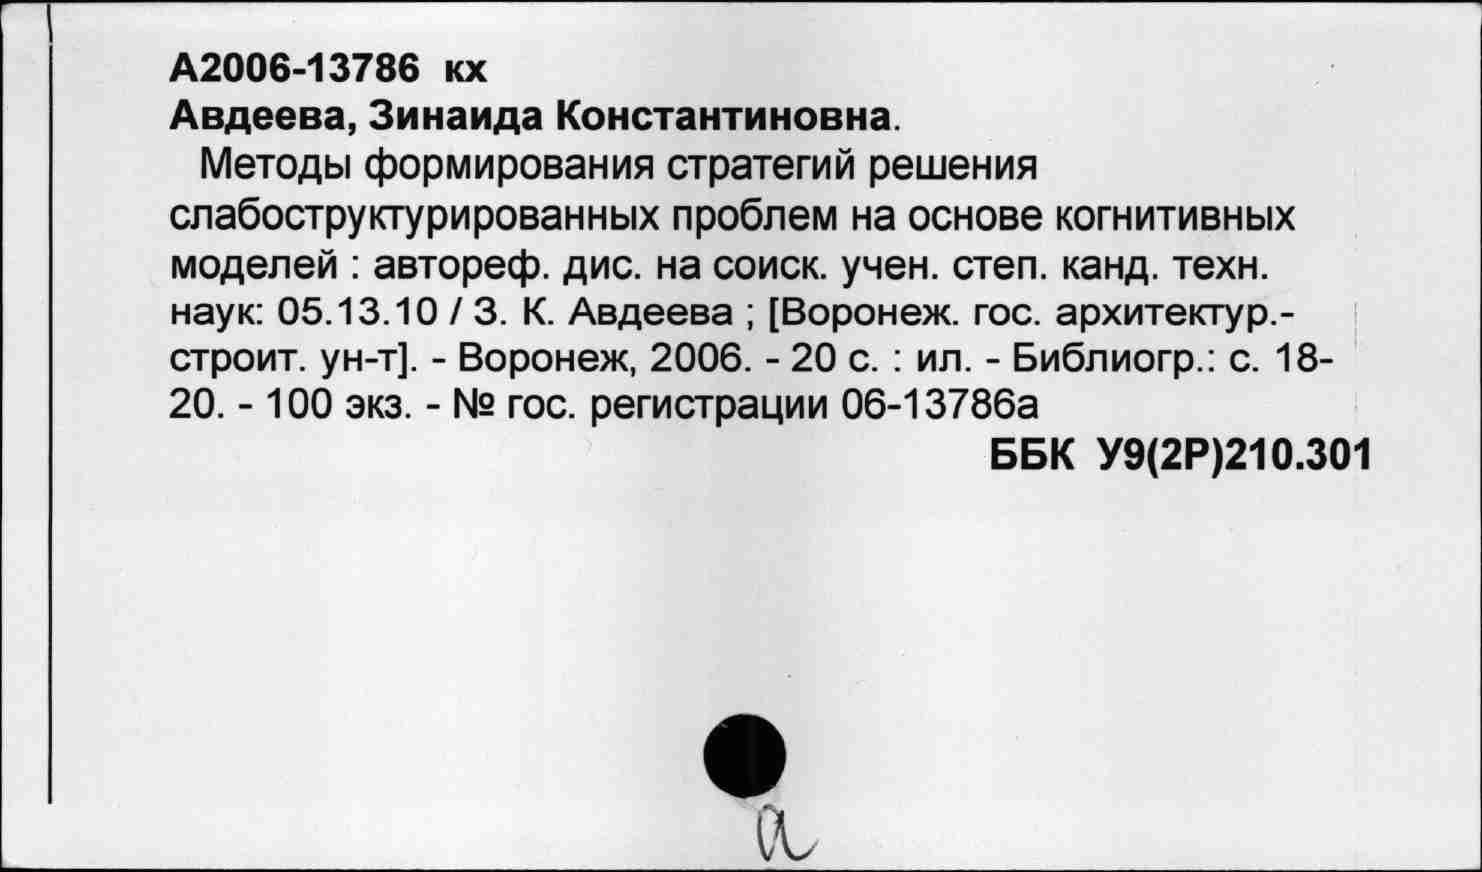 А2006-13786 кх
Авдеева, Зинаида Константиновна.
Методы формирования стратегий решения
слабоструктурированных проблем на основе когнитивных
моделей : автореф. дис. на соиск. учен. степ. канд. техн.
наук: 05.13.10 / З. К. Авдеева ; [Воронеж. гос. архитектур.-
строит. ун-т]. - Воронеж, 2006. - 20 с. : ил. - Библиогр.: с. 18-
20. - 100 экз. - № гос. регистрации 06-13786а
ББК У9(2Р)210.301
а